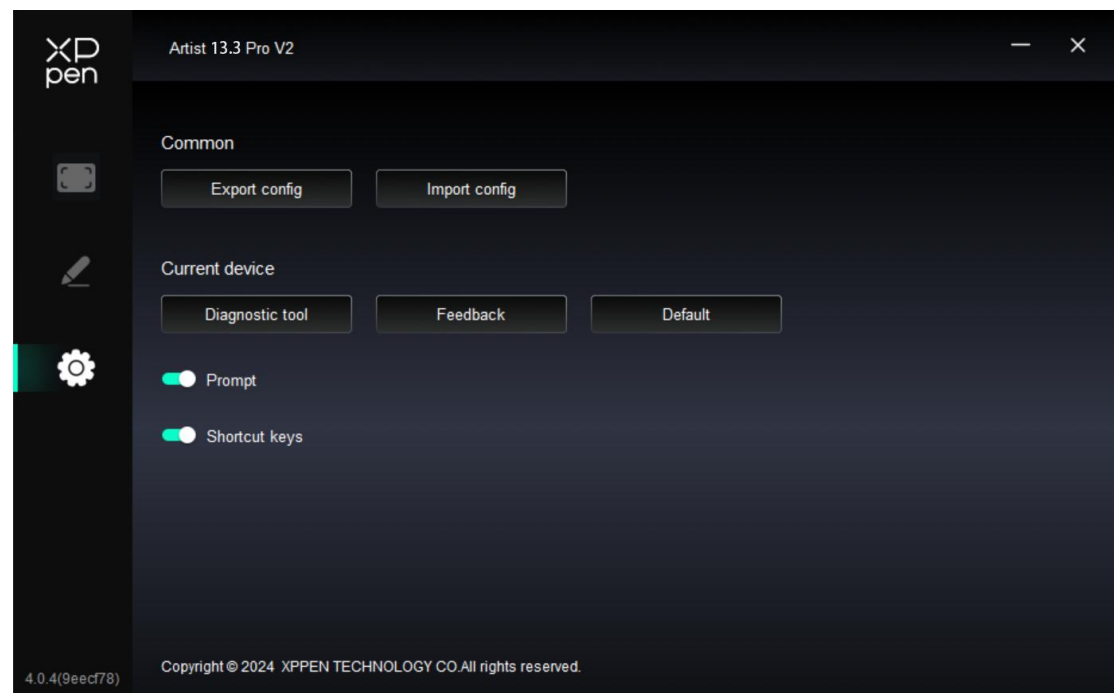 XP
pen
Artist 13.3 Pro V2
Common
Export config Import config
Current device
Diagnostic tool Feedback Default
Prompt
Shortcut keys
Copyright © 2024 XPPEN TECHNOLOGY CO.All rights reserved.
4.0.4(9eecf78)